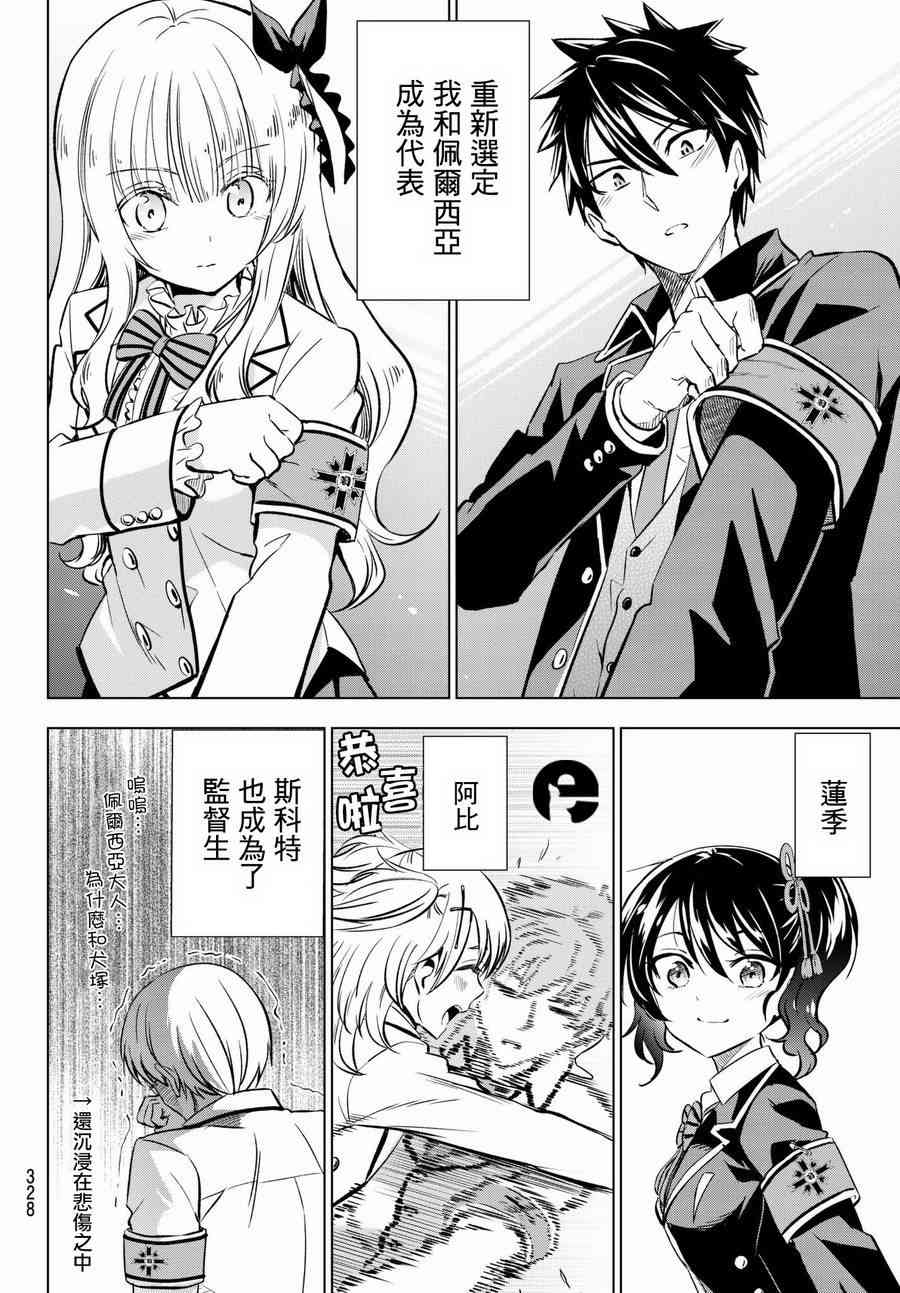 重新選定
我和佩爾西亞
成為代表
蓮季
阿比
恭喜啦
斯科特
也成為了
監督生
嗚嗚…
佩爾西亞大人…
為什麼和犬塚…
→還沉浸在悲傷之中
328